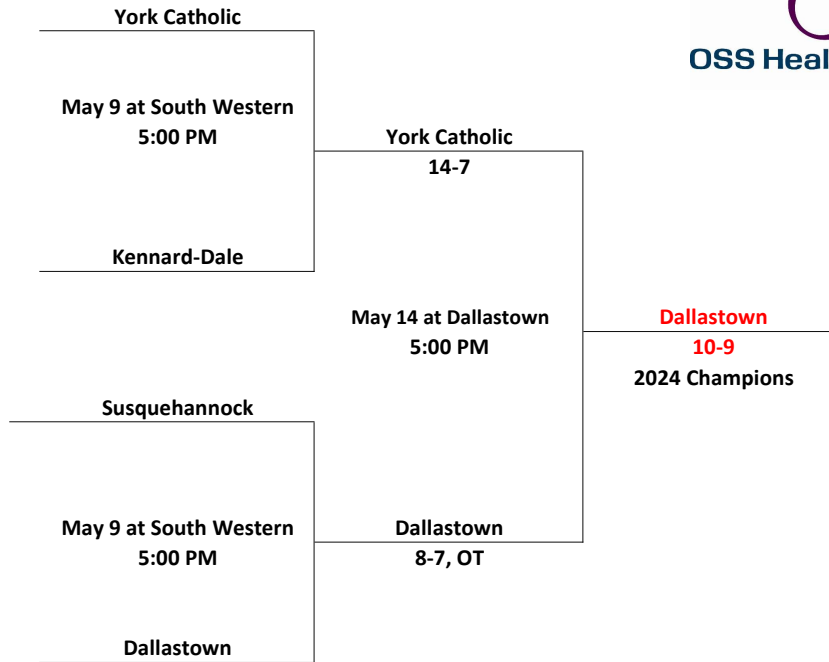 York Catholic
OSS Heal
May 9 at South Western
5:00 PM
York Catholic
14-7
Kennard-Dale
May 14 at Dallastown
5:00 PM
Dallastown
10-9
2024 Champions
Susquehannock
May 9 at South Western
5:00 PM
Dallastown
8-7, OT
Dallastown